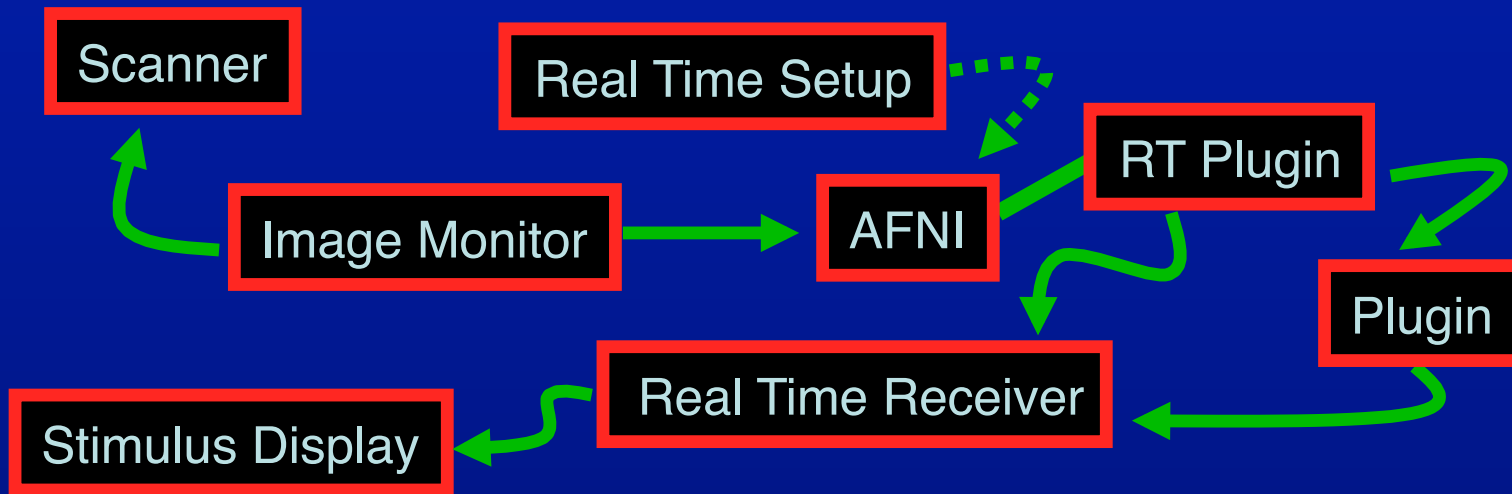 Scanner
Real Time Setup
RT Plugin
Image Monitor
AFNI
Plugin
Real Time Receiver
Stimulus Display